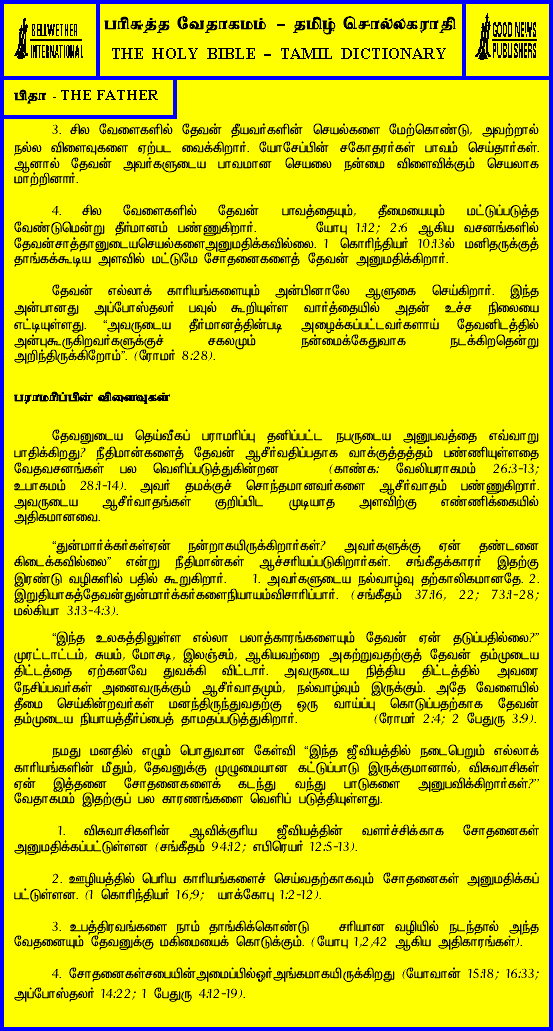 BELLWETHER
INTERNATIONAL
பரிசுத்த வேதாகமம் – தமிழ் சொல்லகராதி
THE HOLY BIBLE – TAMIL DICTIONARY
GOOD NEWS
PUBLISHERS
பிதா - THE FATHER
3. சில வேளைகளில் தேவன் தீயவர்களின் செயல்களை மேற்கொண்டு, அவற்றால்
நல்ல விளைவுகளை ஏற்பட வைக்கிறார். யோசேப்பின் சகோதரர்கள் பாவம் செய்தார்கள்.
ஆனால் தேவன் அவர்களுடைய பாவமான செயலை நன்மை விளைவிக்கும் செயலாக
மாற்றினார்.
4. சில வேளைகளில் தேவன் பாவத்தையும், தீமையையும் மட்டுப்படுத்த
வேண்டுமென்று தீர்மானம் பண்ணுகிறார். யோபு 1:12; 2:6 ஆகிய வசனங்களில்
தேவன்சாத்தானுடையசெயல்களைஅனுமதிக்கவில்லை. 1 கொரிந்தியர் 10:13ல் மனிதருக்குத்
தாங்கக்கூடிய அளவில் மட்டுமே சோதனைகளைத் தேவன் அனுமதிக்கிறார்.
தேவன் எல்லாக் காரியங்களையும் அன்பினாலே ஆளுகை செய்கிறார். இந்த
அன்பானது அப்போஸ்தலர் பவுல் கூறியுள்ள வார்த்தையில் அதன் உச்ச நிலையை
எட்டியுள்ளது. “அவருடைய தீர்மானத்தின்படி அழைக்கப்பட்டவர்களாய் தேவனிடத்தில்
அன்புகூருகிறவர்களுக்குச் சகலமும் நன்மைக்கேதுவாக நடக்கிறதென்று
அறிந்திருக்கிறோம்”. (ரோமர் 8:28).
பராமரிப்பின் விளைவுகள்
தேவனுடைய தெய்வீகப் பராமரிப்பு தனிப்பட்ட நபருடைய அனுபவத்தை எவ்வாறு
பாதிக்கிறது? நீதிமான்களைத் தேவன் ஆசீர்வதிப்பதாக வாக்குத்தத்தம் பண்ணியுள்ளதை
வேதவசனங்கள் பல வெளிப்படுத்துகின்றன (காண்க: லேவியராகமம் 26:3-13;
உபாகமம் 28:1-14). அவர் தமக்குச் சொந்தமானவர்களை ஆசீர்வாதம் பண்ணுகிறார்.
அவருடைய ஆசீர்வாதங்கள் குறிப்பிட முடியாத அளவிற்கு எண்ணிக்கையில்
அதிகமானவை.
“துன்மார்க்கர்கள்ஏன் நன்றாகயிருக்கிறார்கள்? அவர்களுக்கு ஏன் தண்டனை
கிடைக்கவில்லை” என்று நீதிமான்கள் ஆச்சரியப்படுகிறார்கள். சங்கீதக்காரர் இதற்கு
இரண்டு வழிகளில் பதில் கூறுகிறார். 1. அவர்களுடைய நல்வாழ்வு தற்காலிகமானதே. 2.
இறுதியாகத்தேவன்துன்மார்க்கர்களைநியாயம்விசாரிப்பார். (சங்கீதம் 37:16, 22; 73:1-28;
மல்கியா 3:13-4:3).
“இந்த உலகத்திலுள்ள எல்லா பலாத்காரங்களையும் தேவன் ஏன் தடுப்பதில்லை?”
முரட்டாட்டம், சுயம், மோசடி, இலஞ்சம், ஆகியவற்றை அகற்றுவதற்குத் தேவன் தம்முடைய
திட்டத்தை ஏற்கனவே துவக்கி விட்டார். அவருடைய நித்திய திட்டத்தில் அவரை
நேசிப்பவர்கள் அனைவருக்கும் ஆசீர்வாதமும், நல்வாழ்வும் இருக்கும். அதே வேளையில்
தீமை செய்கின்றவர்கள் மனந்திருந்துவதற்கு ஒரு வாய்ப்பு கொடுப்பதற்காக தேவன்
தம்முடைய நியாயத்தீர்ப்பைத் தாமதப்படுத்துகிறார். (ரோமர் 2:4; 2 பேதுரு 3:9).
நமது மனதில் எழும் பொதுவான கேள்வி “இந்த ஜீவியத்தில் நடைபெறும் எல்லாக்
காரியங்களின் மீதும், தேவனுக்கு முழுமையான கட்டுப்பாடு இருக்குமானால், விசுவாசிகள்
ஏன் இத்தனை சோதனைகளைக் கடந்து வந்து பாடுகளை அனுபவிக்கிறார்கள்?”
வேதாகமம் இதற்குப் பல காரணங்களை வெளிப் படுத்தியுள்ளது.
1. விசுவாசிகளின் ஆவிக்குரிய ஜீவியத்தின் வளர்ச்சிக்காக சோதனைகள்
அனுமதிக்கப்பட்டுள்ளன (சங்கீதம் 94:12; எபிரெயர் 12:5-13).
2. ஊழியத்தில் பெரிய காரியங்களைச் செய்வதற்காகவும் சோதனைகள் அனுமதிக்கப்
பட்டுள்ளன. (1 கொரிந்தியர் 16,9; யாக்கோபு 1:2-12).
3. உபத்திரவங்களை நாம் தாங்கிக்கொண்டு சரியான வழியில் நடந்தால் அந்த
வேதனையும் தேவனுக்கு மகிமையைக் கொடுக்கும். (யோபு 1,2,42 ஆகிய அதிகாரங்கள்).
4. சோதனைகள்சபையின்அமைப்பில்ஓர்அங்கமாகயிருக்கிறது (யோவான் 15:18; 16:33;
அப்போஸ்தலர் 14:22; 1 பேதுரு 4:12-19).